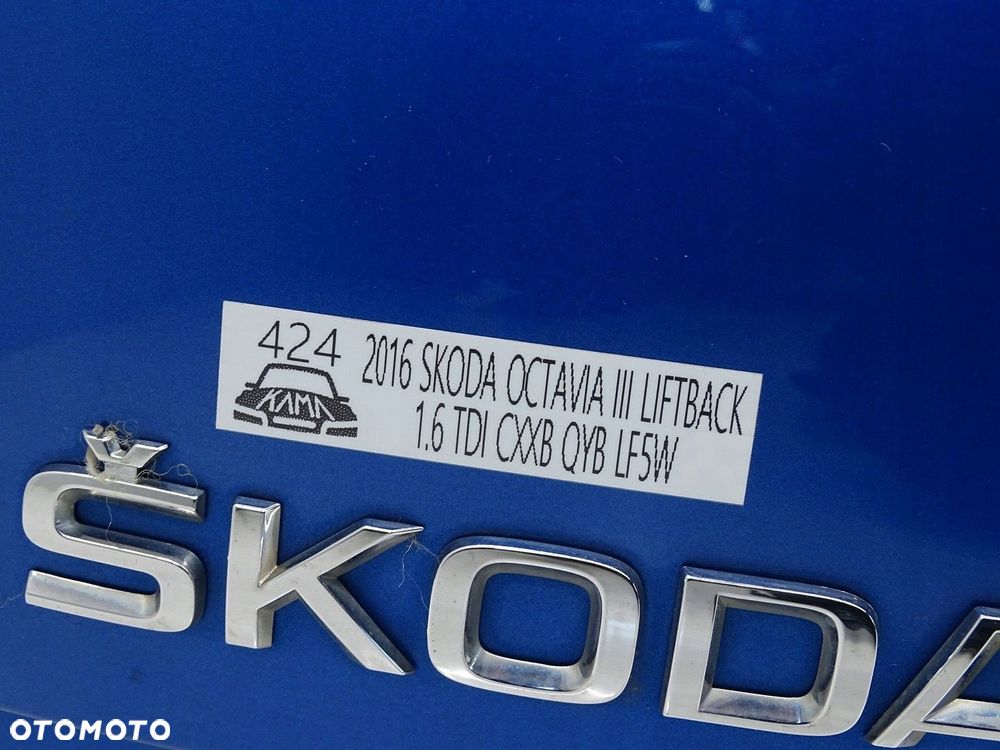 424
KAMA
2016 SKODA OCTAVIA III LIFTBACK
1.6 TDI CXXB QYB LF5W
ŠKODA
OTOMOTO